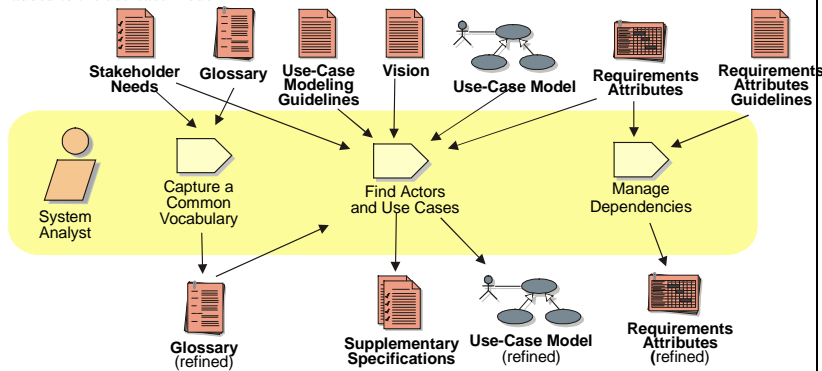 Stakeholder
Needs
Glossary
Use-Case
Modeling
Guidelines
Vision
Use-Case Model
Requirements
Attributes
Requirements
Attributes
Guidelines
System
Analyst
Capture a
Common
Vocabulary
Find Actors
and Use Cases
Manage
Dependencies
Glossary
(refined)
Supplementary
Specifications
Use-Case Model
(refined)
Requirements
Attributes
(refined)